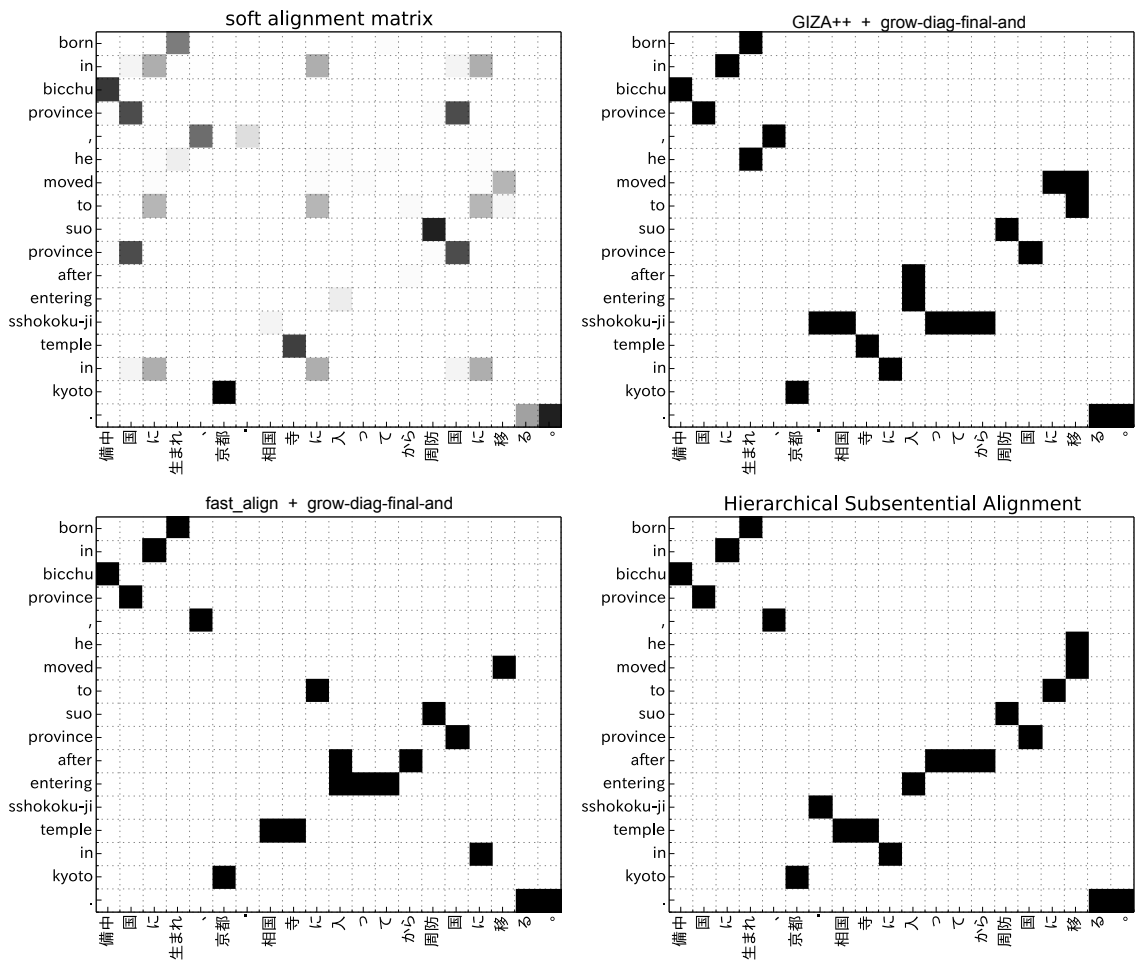 soft alignment matrix
born
in
bicchu
province
,
he
moved
to
suo
province
after
entering
sshokoku-ji
temple
in
kyoto
.
備中 国 に 生まれ 、 京都 ・ 相国 寺 に 入 っ て から 周防 国 に 移 る 。
GIZA++ + grow-diag-final-and
born
in
bicchu
province
,
he
moved
to
suo
province
after
entering
sshokoku-ji
temple
in
kyoto
.
備中 国 に 生まれ 、 京都 ・ 相国 寺 に 入 っ て から 周防 国 に 移 る 。
fast_align + grow-diag-final-and
born
in
bicchu
province
,
he
moved
to
suo
province
after
entering
sshokoku-ji
temple
in
kyoto
.
備中 国 に 生まれ 、 京都 ・ 相国 寺 に 入 っ て から 周防 国 に 移 る 。
Hierarchical Subsentential Alignment
born
in
bicchu
province
,
he
moved
to
suo
province
after
entering
sshokoku-ji
temple
in
kyoto
.
備中 国 に 生まれ 、 京都 ・ 相国 寺 に 入 っ て から 周防 国 に 移 る 。